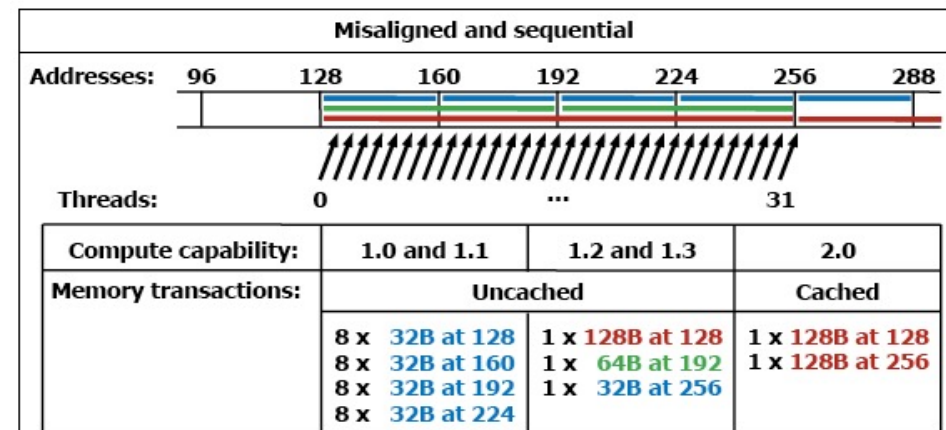 Misaligned and sequential
Addresses: 96 128 160 192 224 256 288
Threads: 0 ... 31
Compute capability: 1.0 and 1.1 1.2 and 1.3 2.0
Memory transactions: Uncached Cached
8 x 32B at 128 1 x 128B at 128 1 x 128B at 128
8 x 32B at 160 1 x 64B at 192 1 x 128B at 256
8 x 32B at 192 1 x 32B at 256
8 x 32B at 224